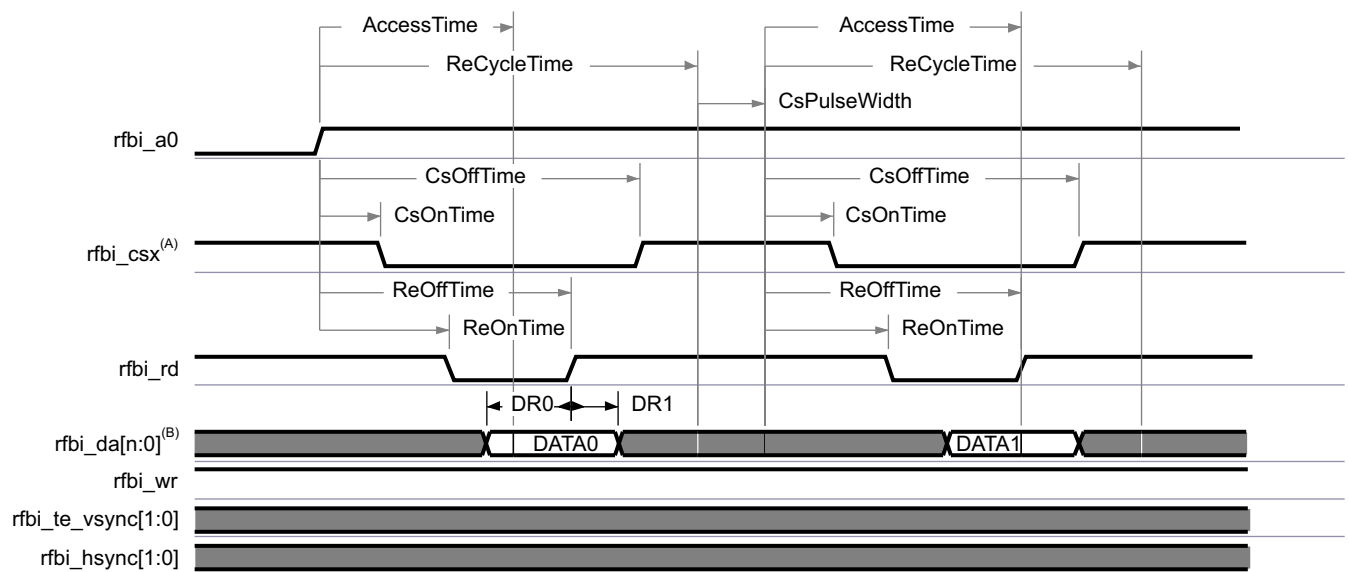 AccessTime AccessTime
ReCycleTime ReCycleTime
CsPulseWidth
rfbi_a0
CsOffTime CsOffTime
CsOnTime CsOnTime
rfbi_csx(A)
ReOffTime ReOffTime
ReOnTime ReOnTime
rfbi_rd
DR0 DR1
rfbi_da[n:0](B) DATA0 DATA1
rfbi_wr
rfbi_te_vsync[1:0]
rfbi_hsync[1:0]